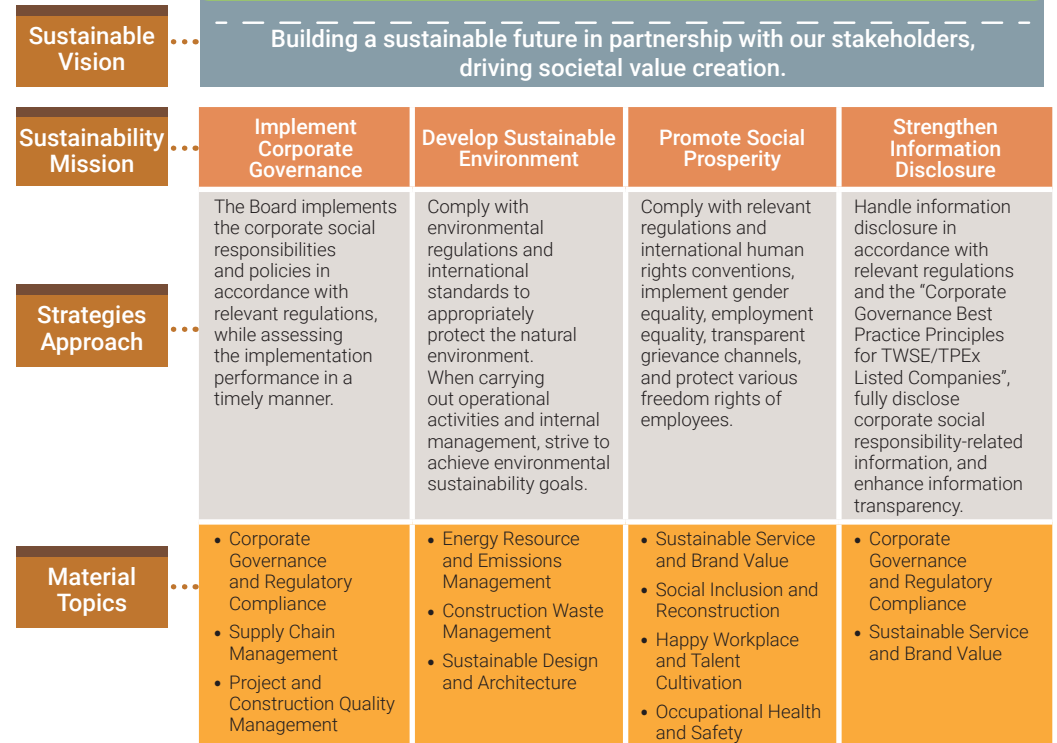 Sustainable
Vision
Building a sustainable future in partnership with our stakeholders,
driving societal value creation.
Sustainability
Mission
Implement
Corporate
Governance
Develop Sustainable
Environment
Promote Social
Prosperity
Strengthen
Information
Disclosure
Strategies
Approach
The Board implements
the corporate social
responsibilities
and policies in
accordance with
relevant regulations,
while assessing
the implementation
performance in a
timely manner.
Comply with
environmental
regulations and
international
standards to
appropriately
protect the natural
environment.
When carrying
out operational
activities and internal
management, strive to
achieve environmental
sustainability goals.
Comply with relevant
regulations and
international human
rights conventions,
implement gender
equality, employment
equality, transparent
grievance channels,
and protect various
freedom rights of
employees.
Handle information
disclosure in
accordance with
relevant regulations
and the “Corporate
Governance Best
Practice Principles
for TWSE/TPEx
Listed Companies”,
fully disclose
corporate social
responsibility-related
information, and
enhance information
transparency.
Material
Topics
• Corporate
Governance
and Regulatory
Compliance
• Supply Chain
Management
• Project and
Construction Quality
Management
• Energy Resource
and Emissions
Management
• Construction Waste
Management
• Sustainable Design
and Architecture
• Sustainable Service
and Brand Value
• Social Inclusion and
Reconstruction
• Happy Workplace
and Talent
Cultivation
• Occupational Health
and Safety
• Corporate
Governance
and Regulatory
Compliance
• Sustainable Service
and Brand Value